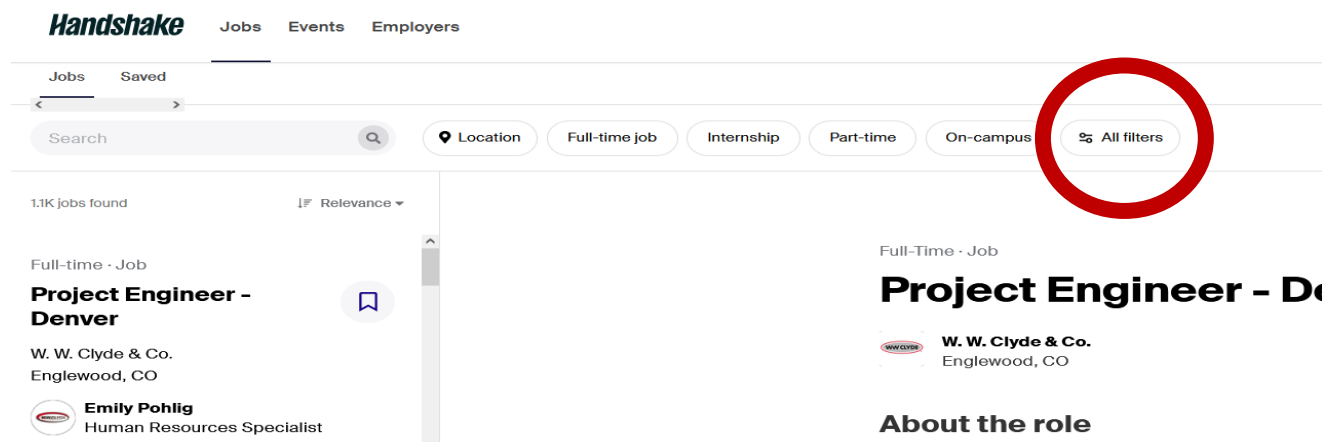 Handshake Jobs Events Employers
Jobs Saved
Search Location Full-time job Internship Part-time On-campus All filters
1.1K jobs found Relevance
Full-time · Job
Project Engineer -
Denver
W. W. Clyde & Co.
Englewood, CO
Emily Pohlig
Human Resources Specialist
Full-Time · Job
Project Engineer - De
WW CLYDE
W. W. Clyde & Co.
Englewood, CO
About the role